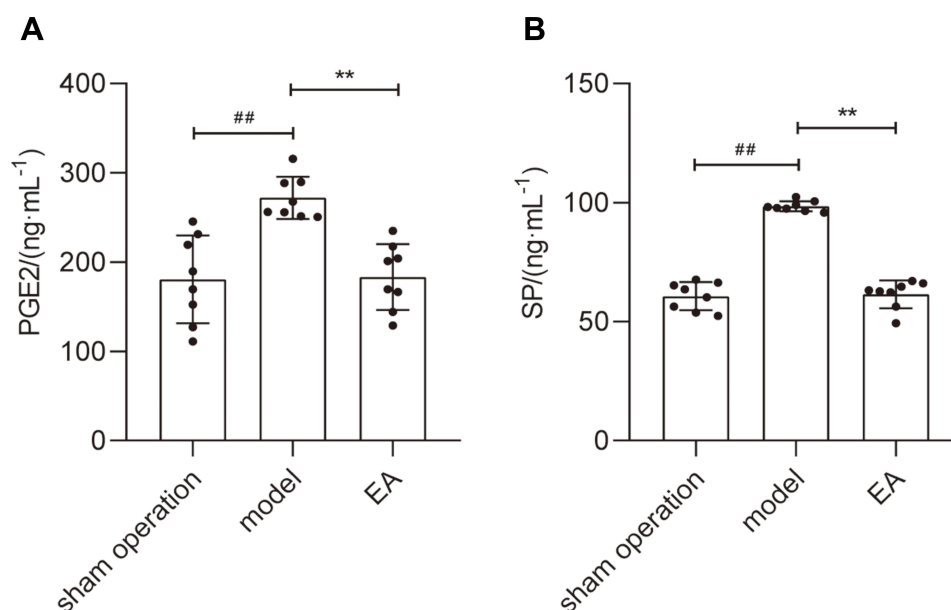 A
PGE2/(ng·mL⁻¹)
400
300
200
100
0
##
**
sham operation
model
EA
B
SP/(ng·mL⁻¹)
150
100
50
0
##
**
sham operation
model
EA